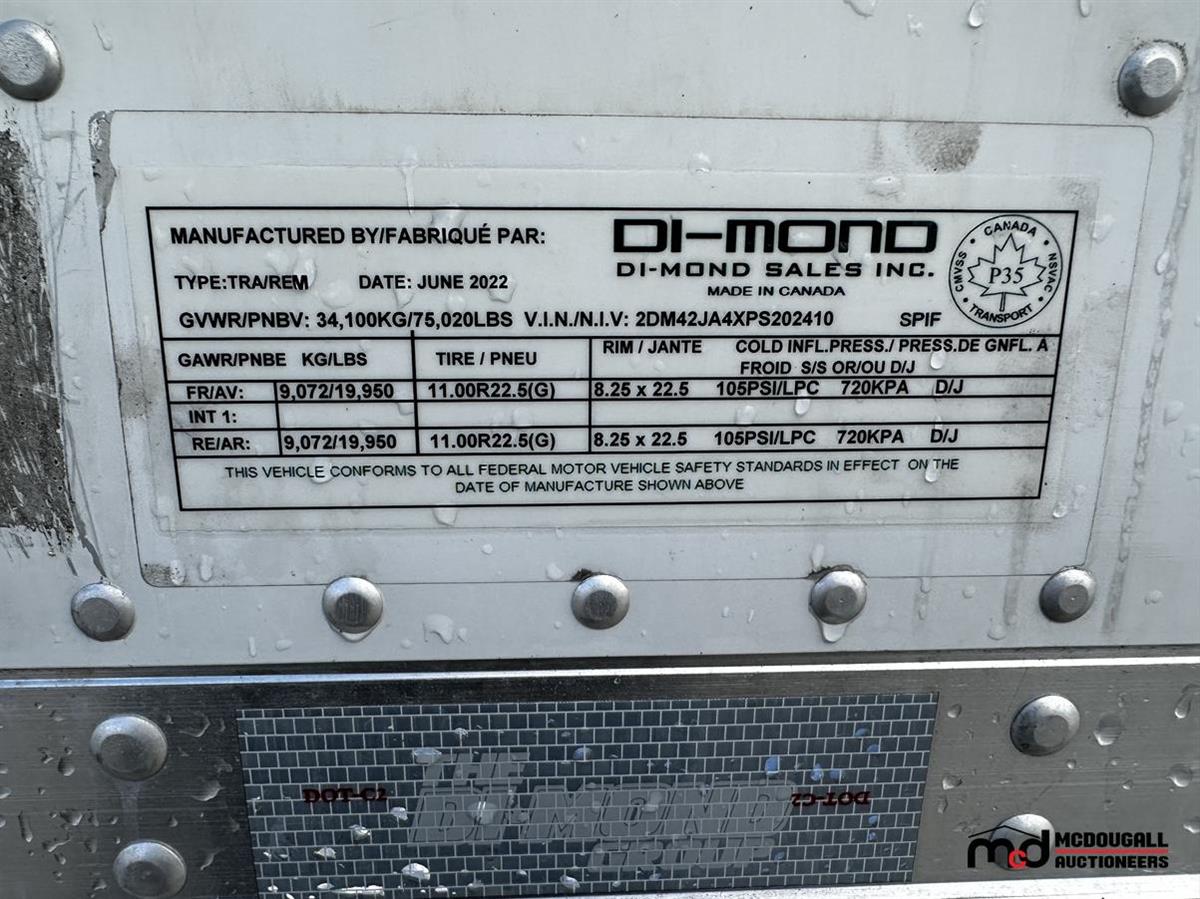 MANUFACTURED BY/FABRIQUÉ PAR:
DI-MOND
DI-MOND SALES INC.
MADE IN CANADA
CANADA
CMVSS
NSVAC
P35
TRANSPORT
TYPE:TRA/REM DATE: JUNE 2022
GVWR/PNBV: 34,100KG/75,020LBS V.I.N./N.I.V: 2DM42JA4XPS202410 SPIF
GAWR/PNBE KG/LBS TIRE / PNEU RIM / JANTE COLD INFL.PRESS./ PRESS.DE GNFL. A
FROID S/S OR/OU D/J
FR/AV: 9,072/19,950 11.00R22.5(G) 8.25 x 22.5 105PSI/LPC 720KPA D/J
INT 1:
RE/AR: 9,072/19,950 11.00R22.5(G) 8.25 x 22.5 105PSI/LPC 720KPA D/J
THIS VEHICLE CONFORMS TO ALL FEDERAL MOTOR VEHICLE SAFETY STANDARDS IN EFFECT ON THE
DATE OF MANUFACTURE SHOWN ABOVE
THE
DOT-C2 DI-MOND DOT-C2
GROUP
mcd MCDOUGALL
AUCTIONEERS